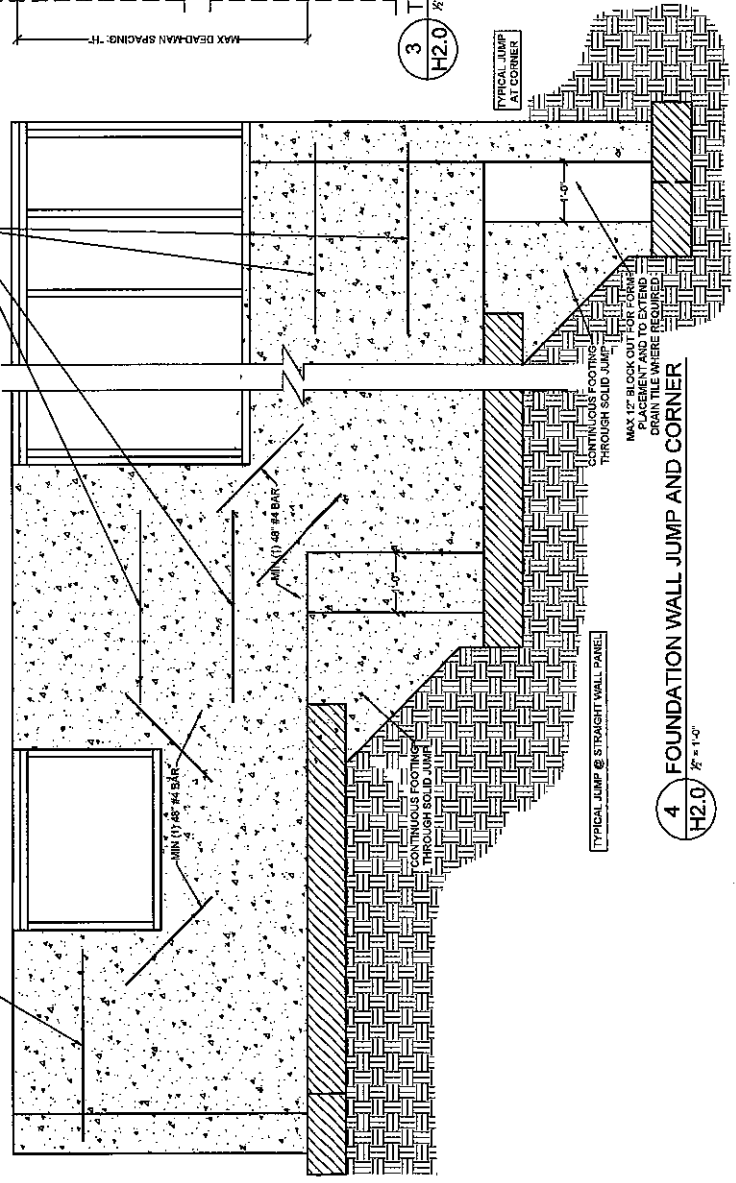 MAX DEAD-MAN SPACING: "H"
3
H2.0
TYPICAL JUMP
AT CORNER
MIN (1) 48" #4 BAR
MIN (1) 48" #4 BAR
1'-0"
1'-0"
CONTINUOUS FOOTING
THROUGH SOLID JUMP
CONTINUOUS FOOTING
THROUGH SOLID JUMP
MAX 12" BLOCK OUT FOR FORM
PLACEMENT AND TO EXTEND
DRAIN TILE WHERE REQUIRED
TYPICAL JUMP @ STRAIGHT WALL PANEL
4
H2.0
FOUNDATION WALL JUMP AND CORNER
½" = 1'-0"